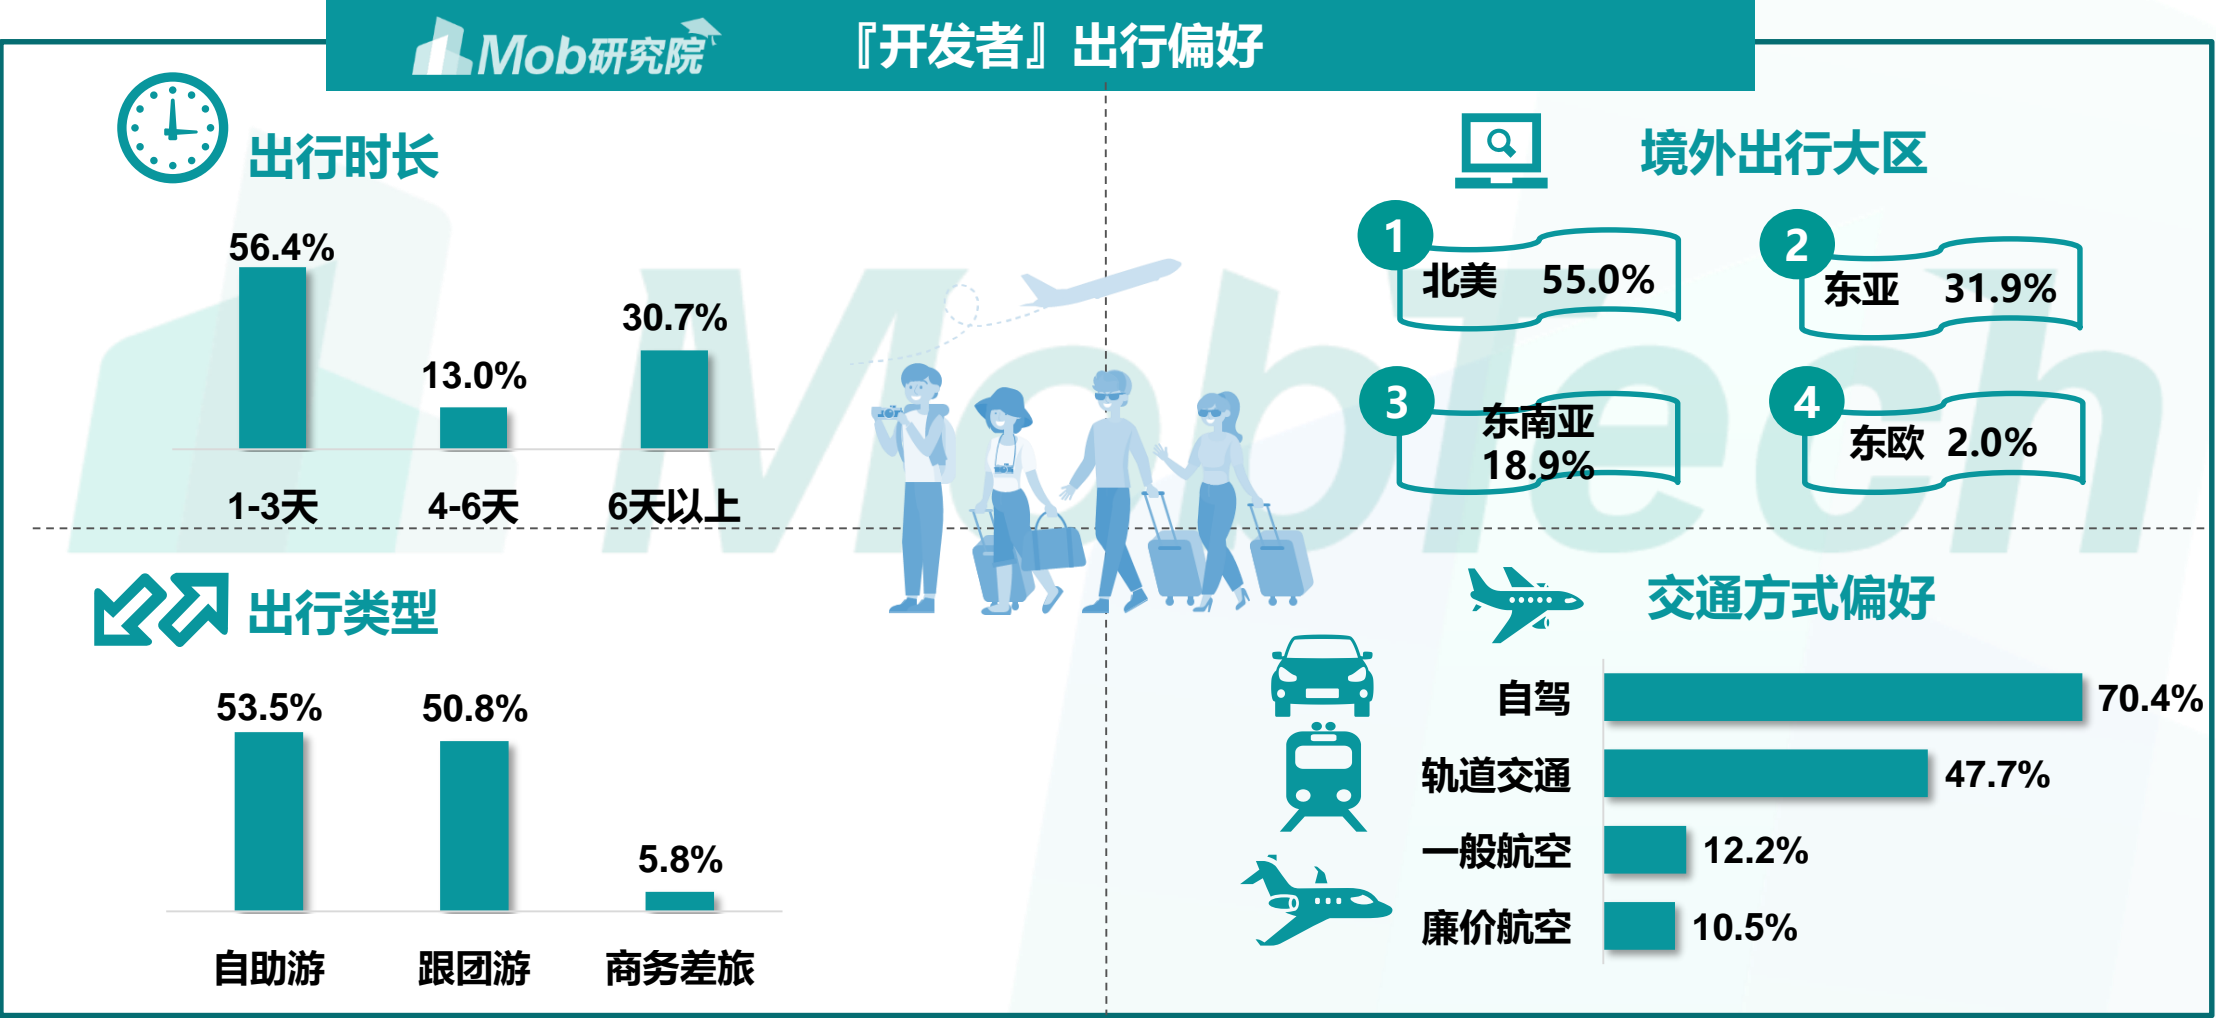 Mob研究院
『开发者』出行偏好
出行时长
56.4%
13.0%
30.7%
1-3天
4-6天
6天以上
境外出行大区
1
北美 55.0%
2
东亚 31.9%
3
东南亚
18.9%
4
东欧 2.0%
出行类型
53.5%
50.8%
5.8%
自助游
跟团游
商务差旅
交通方式偏好
自驾 70.4%
轨道交通 47.7%
一般航空 12.2%
廉价航空 10.5%
MobTech